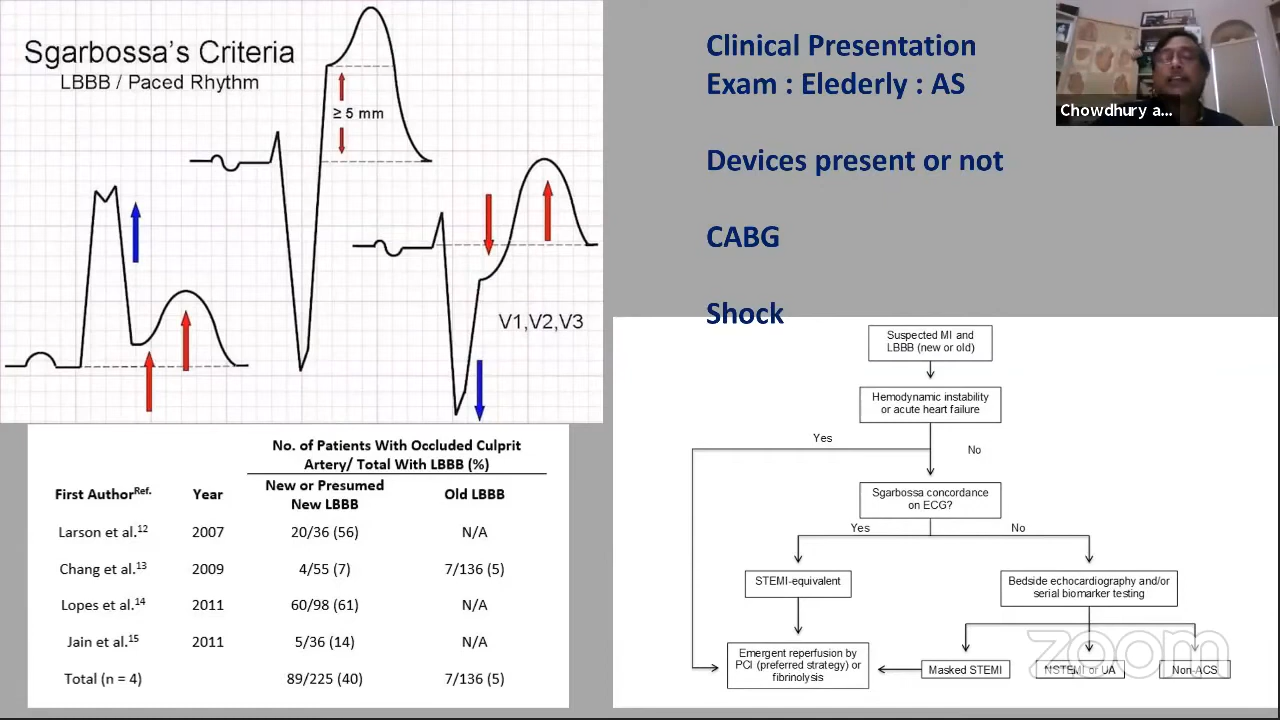 Sgarbossa's Criteria
LBBB / Paced Rhythm
≥ 5 mm
V1,V2,V3
Clinical Presentation
Exam : Elederly : AS
Devices present or not
CABG
Shock
Chowdhury a...
No. of Patients With Occluded Culprit
Artery/ Total With LBBB (%)
First Author Ref. Year New or Presumed New LBBB Old LBBB
Larson et al.12 2007 20/36 (56) N/A
Chang et al.13 2009 4/55 (7) 7/136 (5)
Lopes et al.14 2011 60/98 (61) N/A
Jain et al.15 2011 5/36 (14) N/A
Total (n = 4) 89/225 (40) 7/136 (5)
Suspected MI and
LBBB (new or old)
Hemodynamic instability
or acute heart failure
Yes
No
Sgarbossa concordance
on ECG?
Yes
No
STEMI-equivalent
Bedside echocardiography and/or
serial biomarker testing
Emergent reperfusion by
PCI (preferred strategy) or
fibrinolysis
Masked STEMI
NSTEMI or UA
Non-ACS
zoom